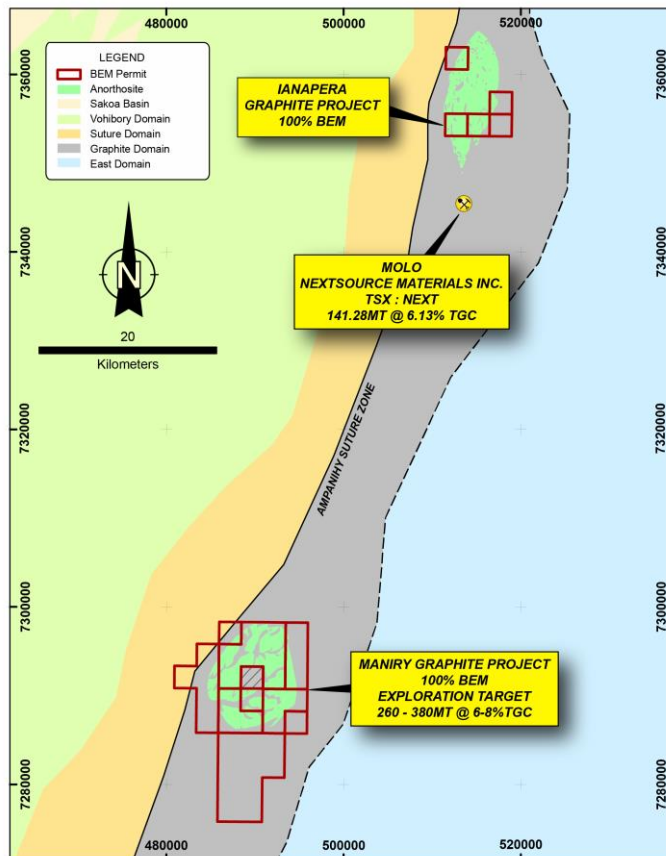 480000
500000
520000
LEGEND
BEM Permit
Anorthosite
Sakoa Basin
Vohibory Domain
Suture Domain
Graphite Domain
East Domain
7360000
7360000
IANAPERA
GRAPHITE PROJECT
100% BEM
N
7340000
7340000
MOLO
NEXTSOURCE MATERIALS INC.
TSX : NEXT
141.28MT @ 6.13% TGC
20
Kilometers
7320000
7320000
AMPANIHY SUTURE ZONE
7300000
7300000
MANIRY GRAPHITE PROJECT
100% BEM
EXPLORATION TARGET
260 - 380MT @ 6-8%TGC
7280000
7280000
480000
500000
520000